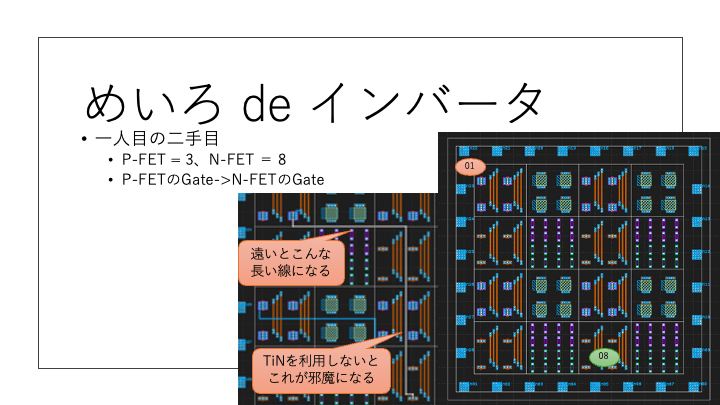 めいろ de インバータ
• 一人目の二手目
• P-FET = 3、N-FET = 8
• P-FETのGate->N-FETのGate
遠いとこんな
長い線になる
TiNを利用しないと
これが邪魔になる
01
08